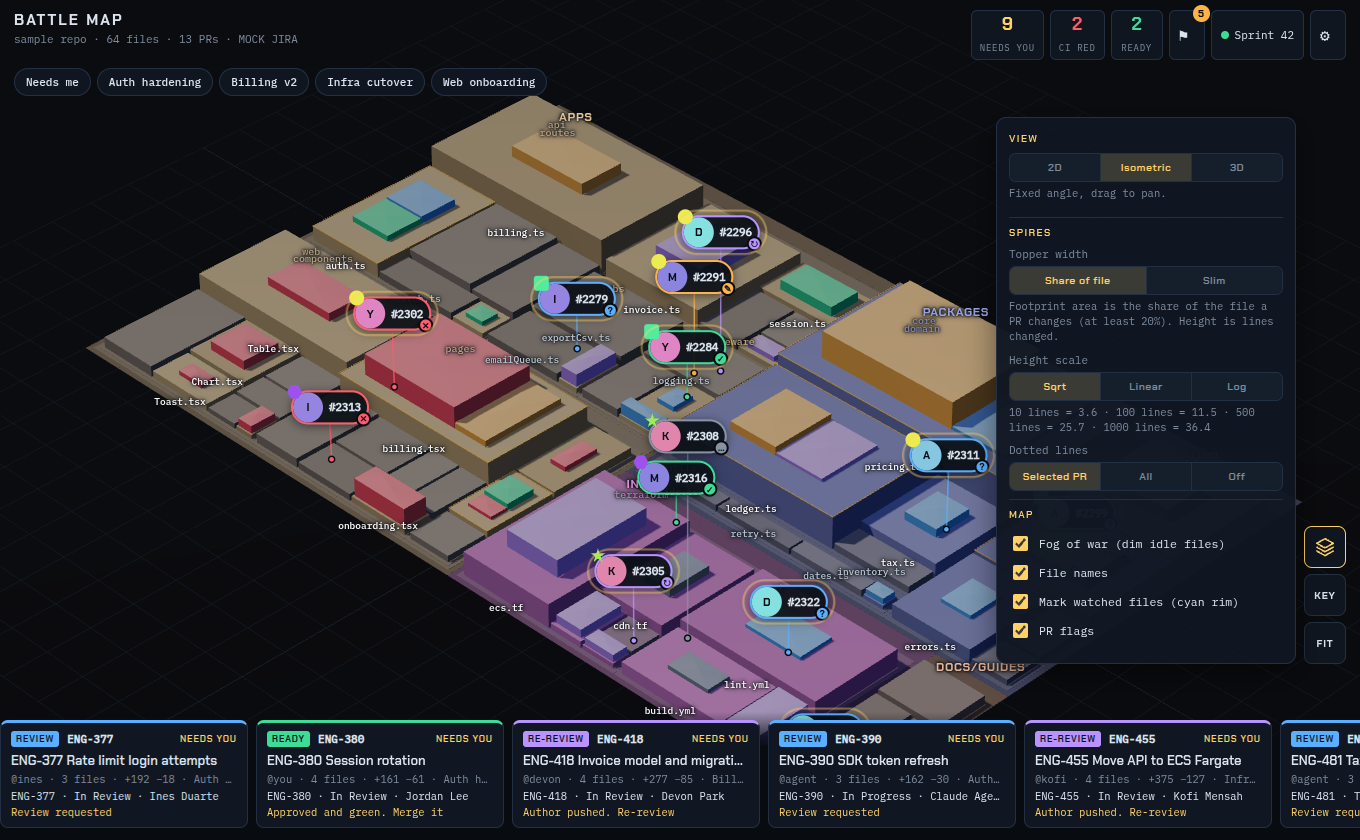 BATTLE MAP
sample repo · 64 files · 13 PRs · MOCK JIRA
9
NEEDS YOU
2
CI RED
2
READY
5
Sprint 42
Needs me
Auth hardening
Billing v2
Infra cutover
Web onboarding
APPS
api
routes
billing.ts
web
components
auth.ts
D #2296
M #2291
I #2279
Y #2302
invoice.ts
session.ts
PACKAGES
core
domain
exportCsv.ts
Y #2284
pages
emailQueue.ts
Table.tsx
Chart.tsx
Toast.tsx
logging.ts
I #2313
K #2308
billing.tsx
A #2311
M #2316
terraform
ledger.ts
onboarding.tsx
retry.ts
tax.ts
inventory.ts
dates.ts
K #2305
ecs.tf
D #2322
cdn.tf
errors.ts
DOCS/GUIDES
lint.yml
build.yml
VIEW
2D
Isometric
3D
Fixed angle, drag to pan.
SPIRES
Topper width
Share of file
Slim
Footprint area is the share of the file a
PR changes (at least 20%). Height is lines
changed.
Height scale
Sqrt
Linear
Log
10 lines = 3.6 · 100 lines = 11.5 · 500
lines = 25.7 · 1000 lines = 36.4
Dotted lines
Selected PR
All
Off
MAP
Fog of war (dim idle files)
File names
Mark watched files (cyan rim)
PR flags
KEY
FIT
REVIEW ENG-377 NEEDS YOU
ENG-377 Rate limit login attempts
@ines · 3 files · +192 −18 · Auth …
ENG-377 · In Review · Ines Duarte
Review requested
READY ENG-380 NEEDS YOU
ENG-380 Session rotation
@you · 4 files · +161 −61 · Auth h…
ENG-380 · In Review · Jordan Lee
Approved and green. Merge it
RE-REVIEW ENG-418 NEEDS YOU
ENG-418 Invoice model and migrati…
@devon · 4 files · +277 −85 · Bill…
ENG-418 · In Review · Devon Park
Author pushed. Re-review
REVIEW ENG-390 NEEDS YOU
ENG-390 SDK token refresh
@agent · 3 files · +162 −30 · Auth…
ENG-390 · In Progress · Claude Age…
Review requested
RE-REVIEW ENG-455 NEEDS YOU
ENG-455 Move API to ECS Fargate
@kofi · 4 files · +375 −127 · Infr…
ENG-455 · In Review · Kofi Mensah
Author pushed. Re-review
REVIEW
ENG-481
@agent · 3
ENG-481